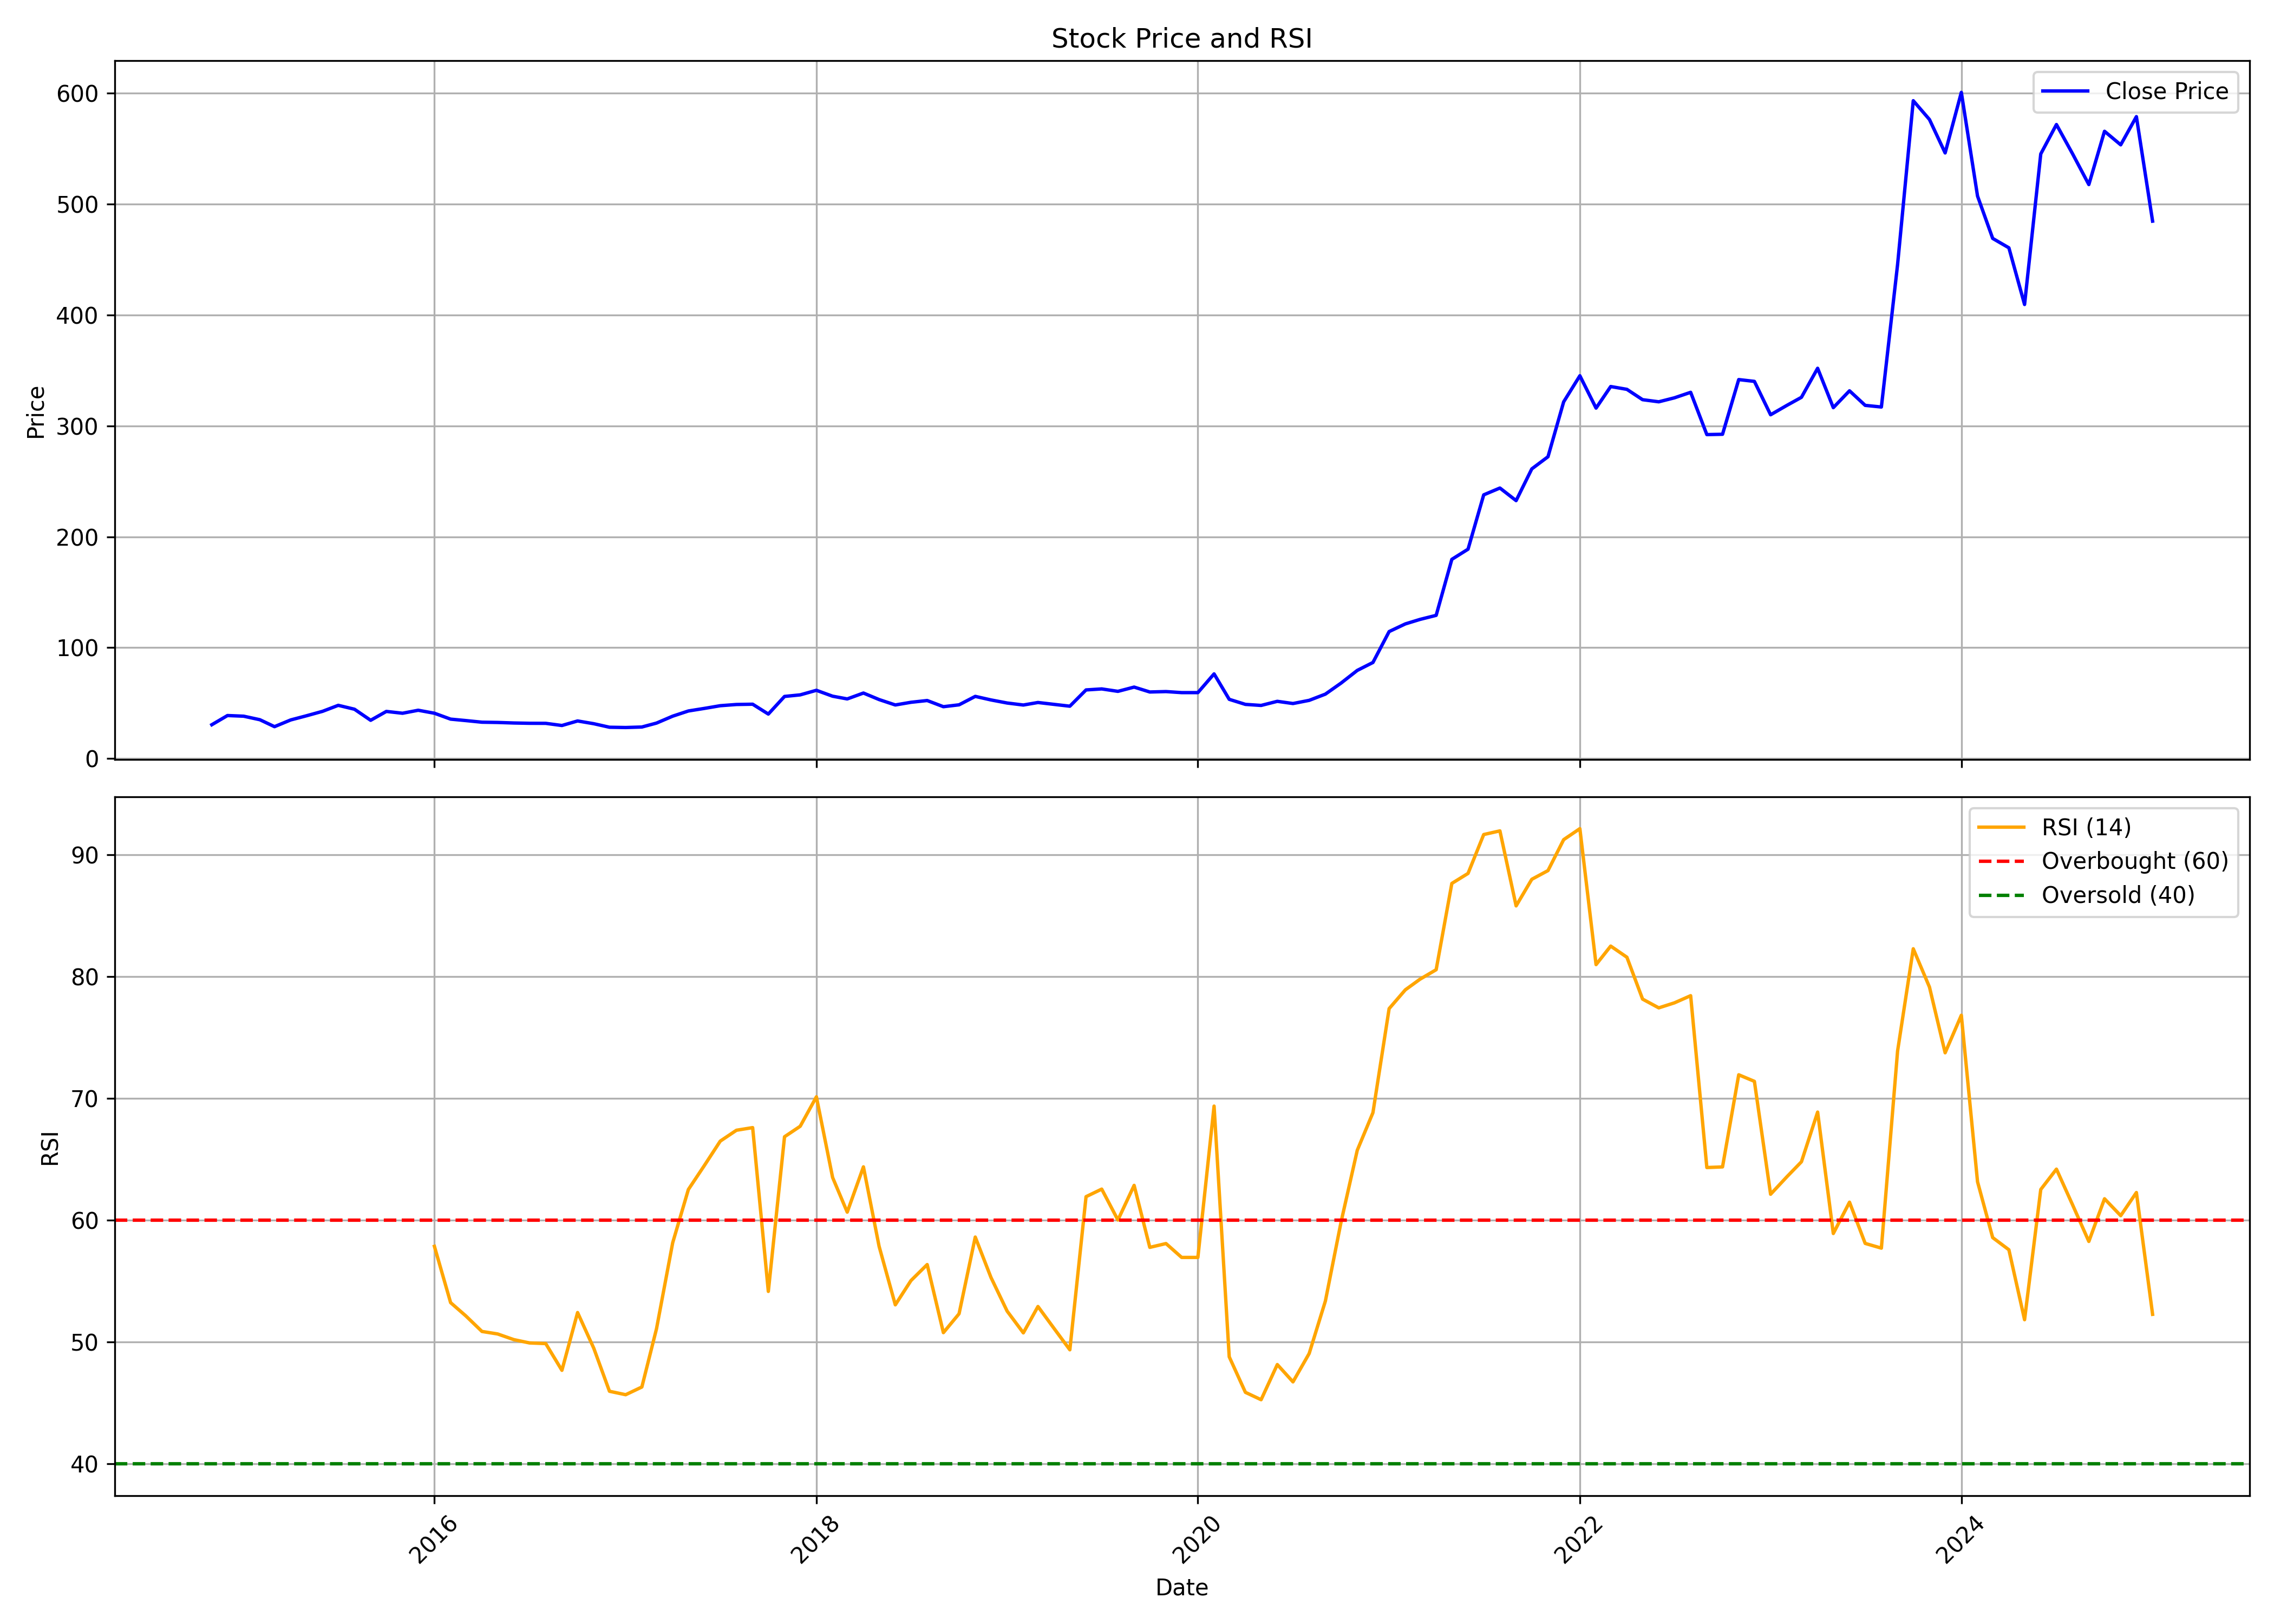 Stock Price and RSI
Close Price
600
500
400
300
200
100
0
Price
RSI (14)
Overbought (60)
Oversold (40)
90
80
70
60
50
40
RSI
2016
2018
2020
2022
2024
Date